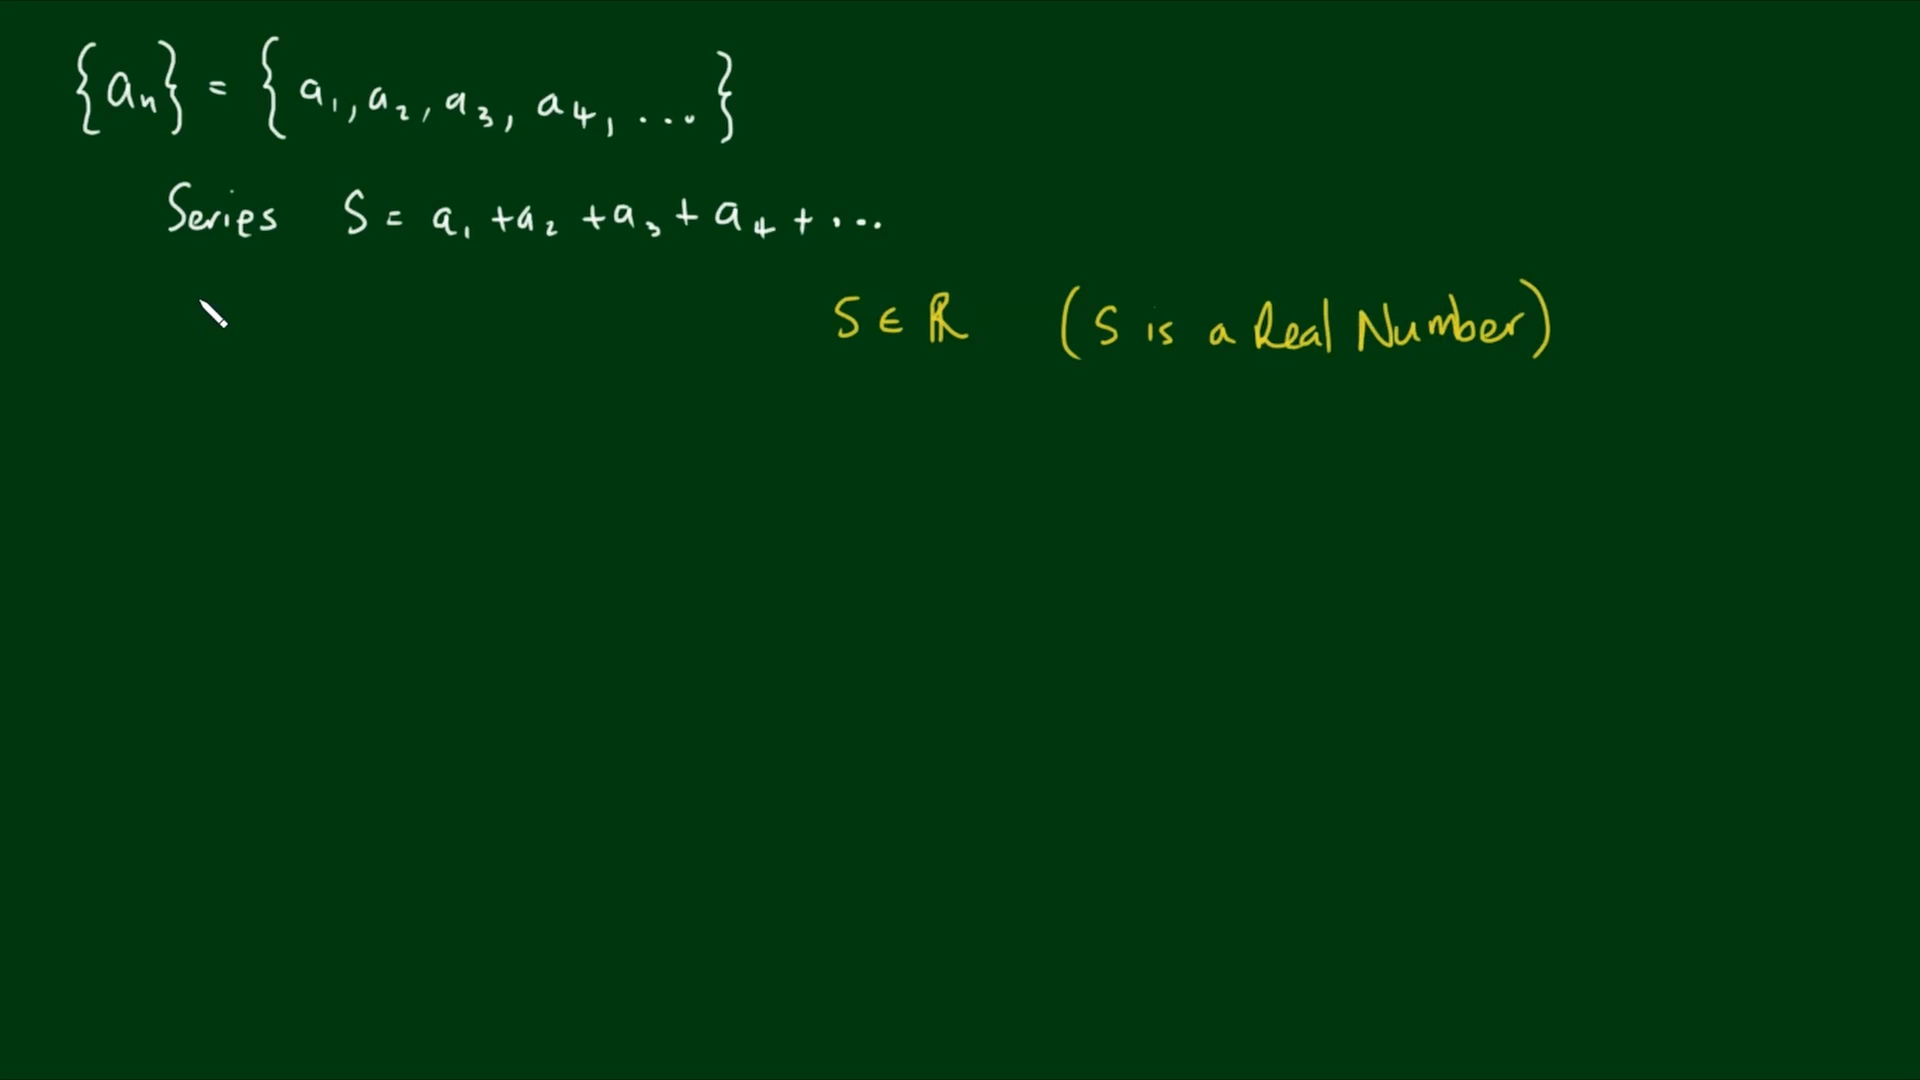 {aₙ} = { a₁, a₂, a₃, a₄, ... }
Series S = a₁ + a₂ + a₃ + a₄ + ...
S ∈ ℝ (S is a Real Number)